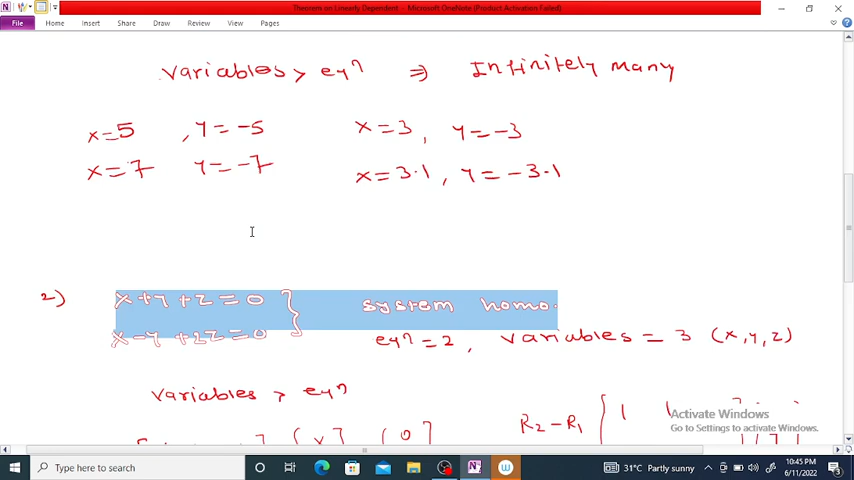 Theorem on Linearly Dependent - Microsoft OneNote (Product Activation Failed)
File Home Insert Share Draw Review View Pages
variables > eqn ⇒ Infinitely many
x=5 , y=-5 x=3, y=-3
x=7 y=-7 x=3.1, y=-3.1
2) x+y+z=0 } system homo.
x-y+2z=0
eqn=2, variables = 3 (x,y,z)
variables > eqn
R2-R1 1 1
Activate Windows
Go to Settings to activate Windows.
Type here to search
31°C Partly sunny
10:45 PM
6/11/2022